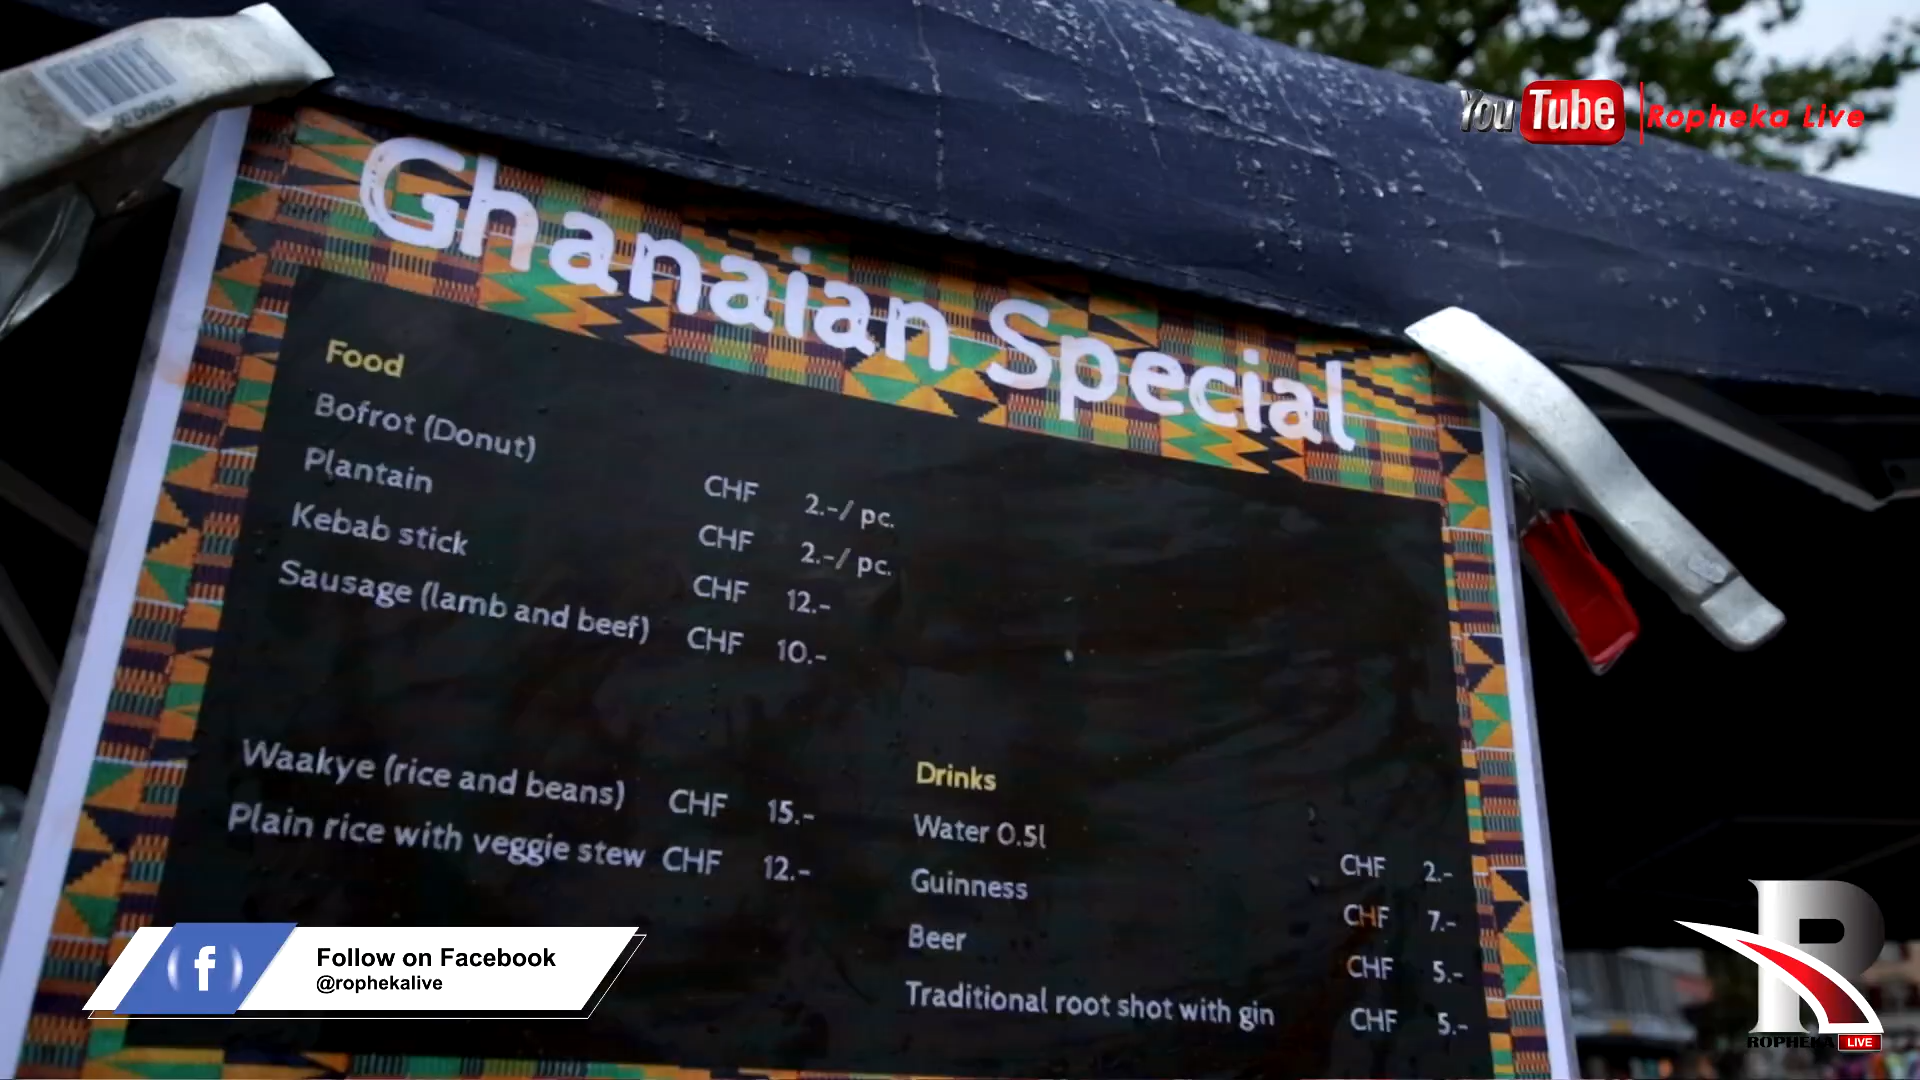 You Tube
Ropheka Live
Ghanaian Special
Food
Bofrot (Donut) CHF 2.-/ pc.
Plantain CHF 2.-/ pc.
Kebab stick CHF 12.-
Sausage (lamb and beef) CHF 10.-
Waakye (rice and beans) CHF 15.-
Plain rice with veggie stew CHF 12.-
Drinks
Water 0.5l CHF 2.-
Guinness CHF 7.-
Beer CHF 5.-
Traditional root shot with gin CHF 5.-
f
Follow on Facebook
@rophekalive
R
ROPHEKA LIVE